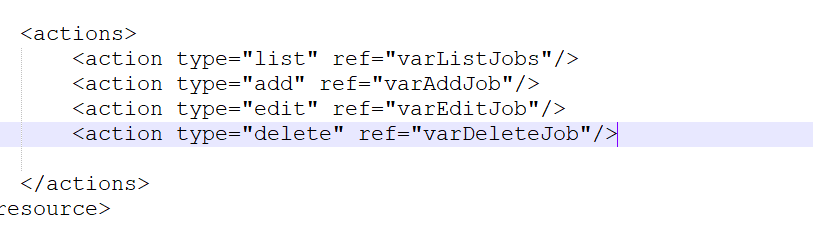 <actions>
<action type="list" ref="varListJobs"/>
<action type="add" ref="varAddJob"/>
<action type="edit" ref="varEditJob"/>
<action type="delete" ref="varDeleteJob"/>
</actions>
resource>